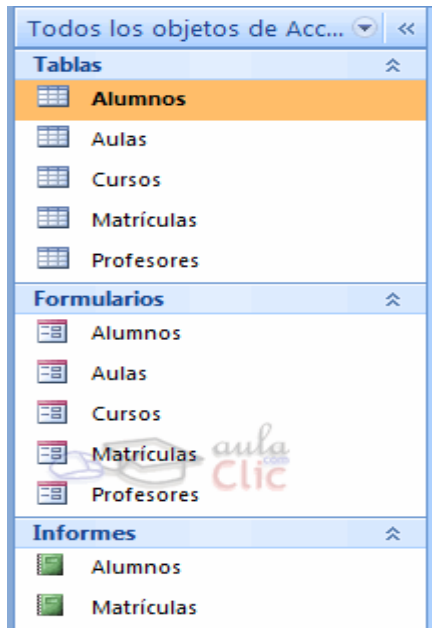 Todos los objetos de Acc...
Tablas
Alumnos
Aulas
Cursos
Matrículas
Profesores
Formularios
Alumnos
Aulas
Cursos
Matrículas
aula
.com
Clic
Profesores
Informes
Alumnos
Matrículas